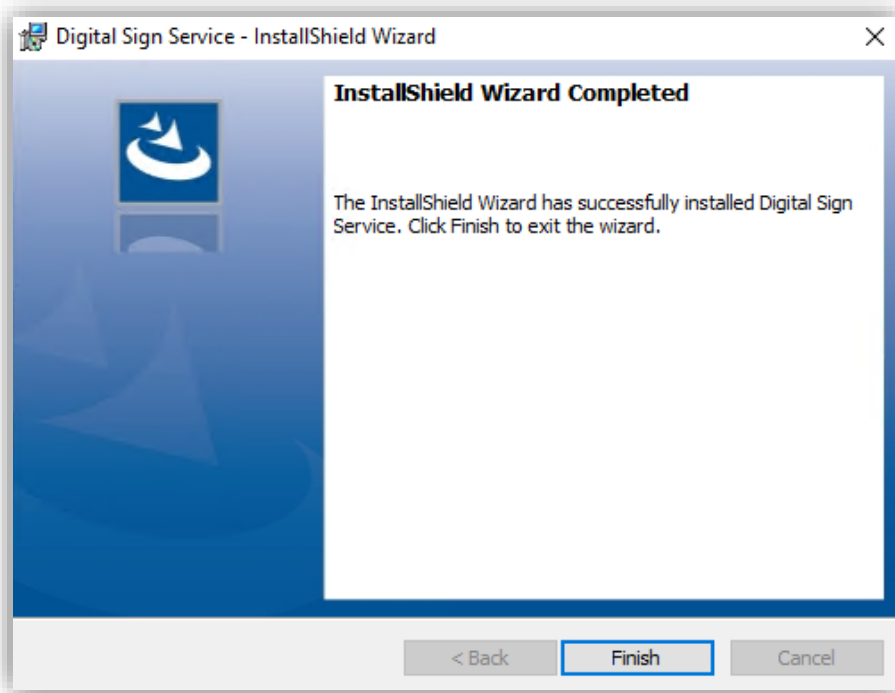 Digital Sign Service - InstallShield Wizard
InstallShield Wizard Completed
The InstallShield Wizard has successfully installed Digital Sign
Service. Click Finish to exit the wizard.
< Back
Finish
Cancel